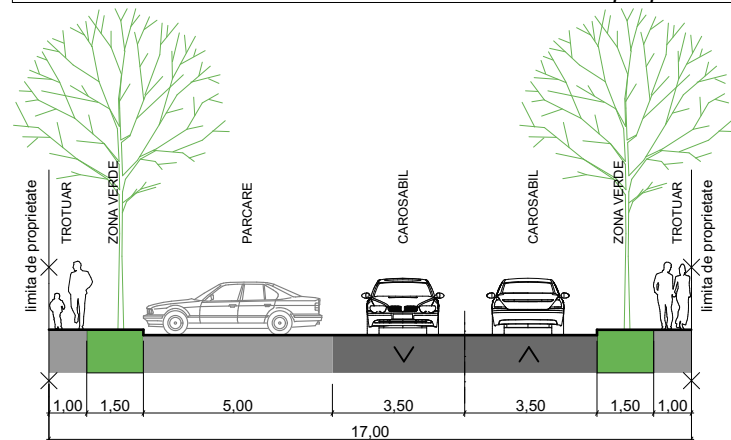 limita de proprietate
TROTUAR
ZONA VERDE
PARCARE
CAROSABIL
CAROSABIL
ZONA VERDE
TROTUAR
limita de proprietate
1,00 1,50 5,00 3,50 3,50 1,50 1,00
17,00